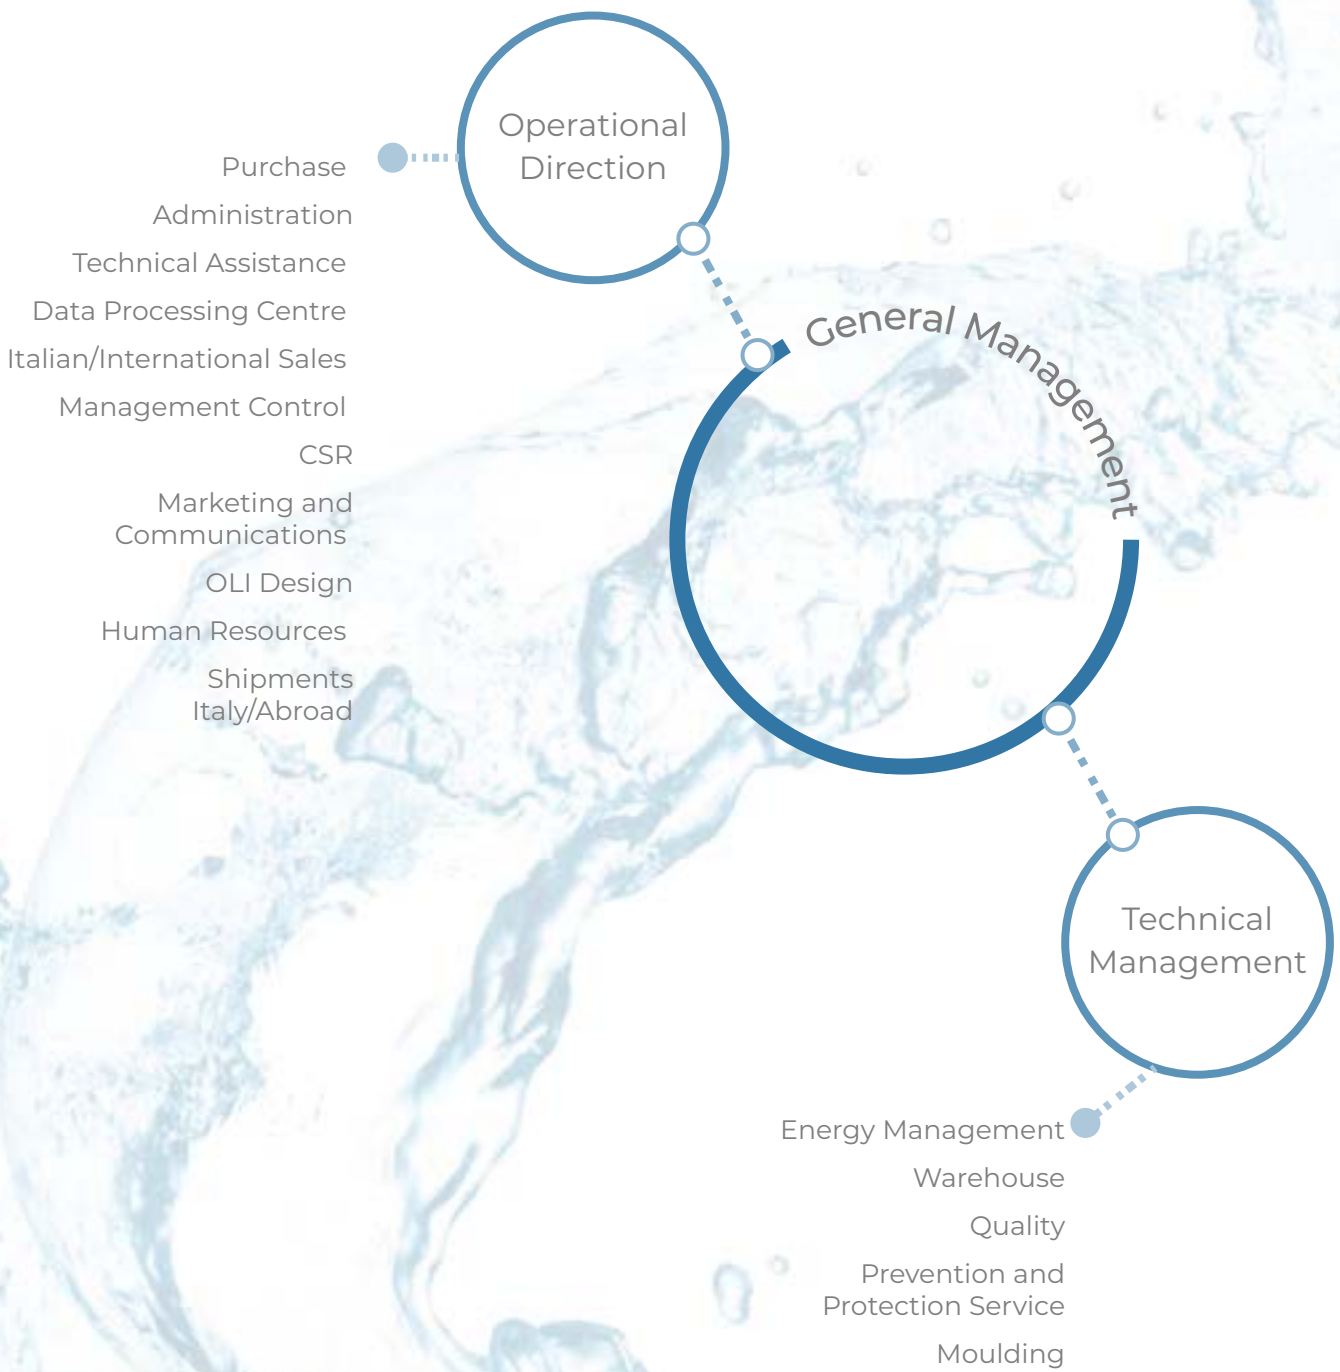 Operational
Direction
Purchase
Administration
Technical Assistance
Data Processing Centre
Italian/International Sales
Management Control
CSR
Marketing and
Communications
OLI Design
Human Resources
Shipments
Italy/Abroad
General Management
Technical
Management
Energy Management
Warehouse
Quality
Prevention and
Protection Service
Moulding